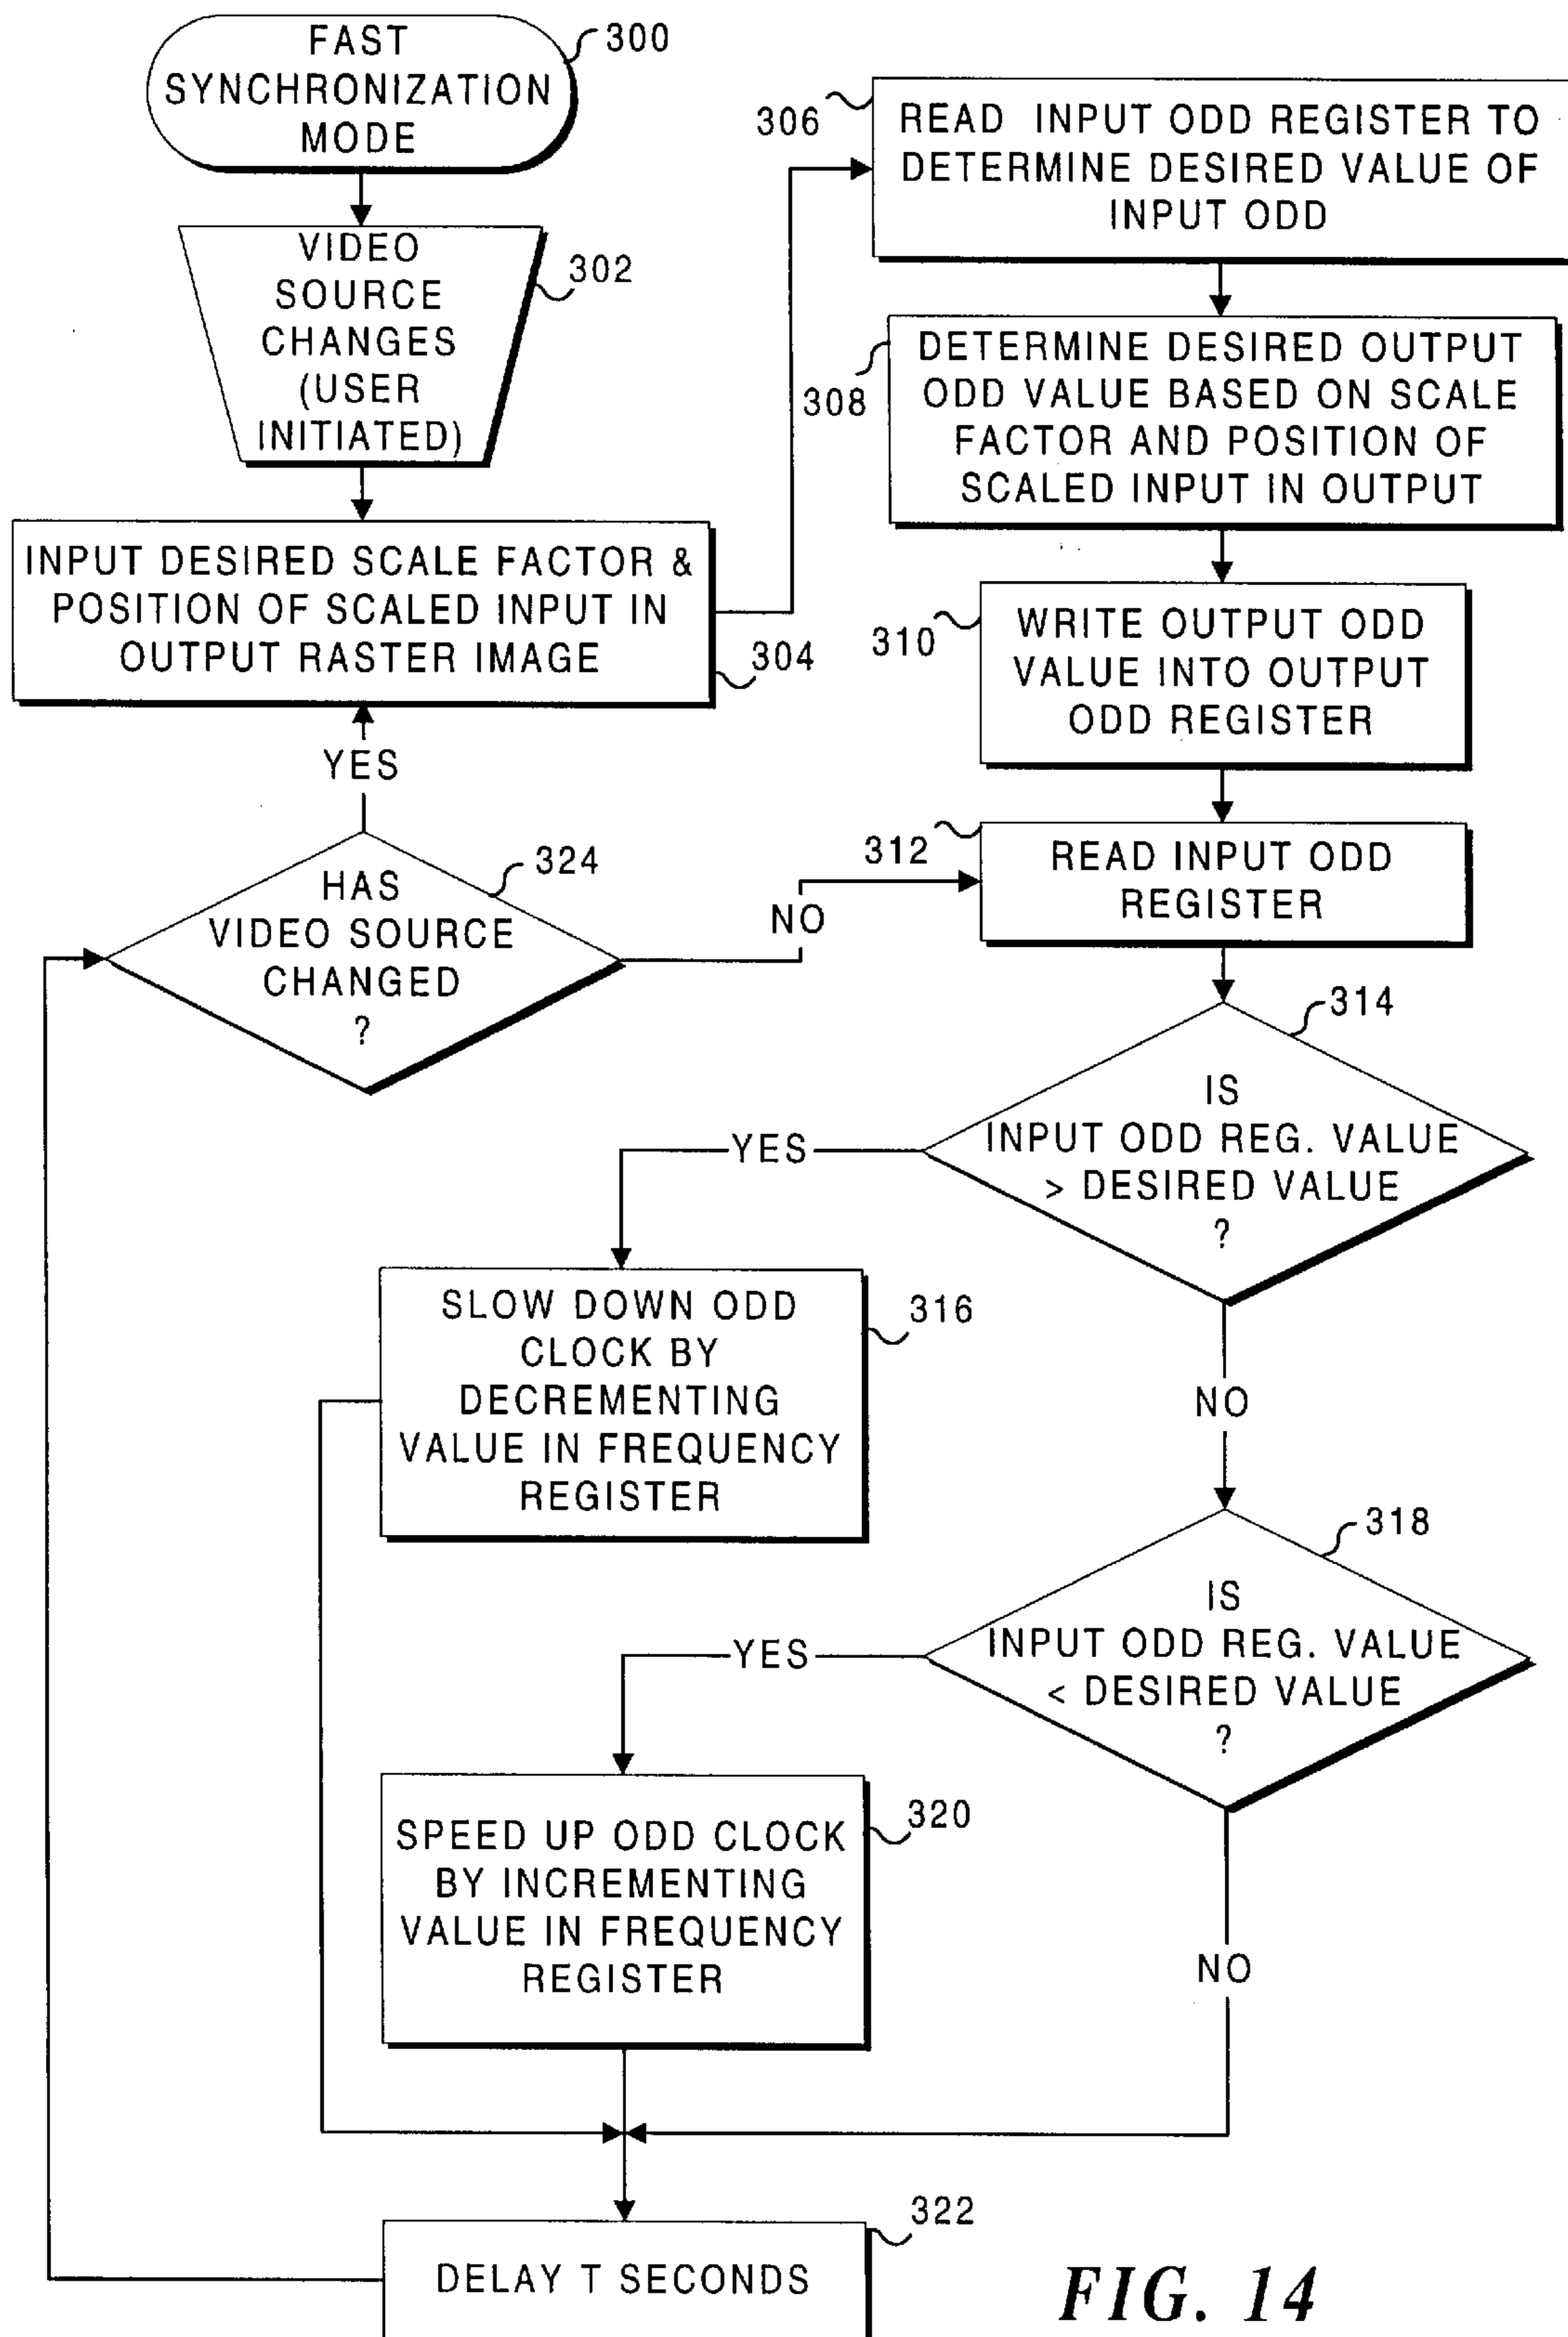 FAST
SYNCHRONIZATION
MODE
300
VIDEO
SOURCE
CHANGES
(USER
INITIATED)
302
INPUT DESIRED SCALE FACTOR &
POSITION OF SCALED INPUT IN
OUTPUT RASTER IMAGE
304
306
READ INPUT ODD REGISTER TO
DETERMINE DESIRED VALUE OF
INPUT ODD
308
DETERMINE DESIRED OUTPUT
ODD VALUE BASED ON SCALE
FACTOR AND POSITION OF
SCALED INPUT IN OUTPUT
310
WRITE OUTPUT ODD
VALUE INTO OUTPUT
ODD REGISTER
312
READ INPUT ODD
REGISTER
YES
324
HAS
VIDEO SOURCE
CHANGED
?
NO
314
IS
INPUT ODD REG. VALUE
> DESIRED VALUE
?
YES
NO
316
SLOW DOWN ODD
CLOCK BY
DECREMENTING
VALUE IN FREQUENCY
REGISTER
318
IS
INPUT ODD REG. VALUE
< DESIRED VALUE
?
YES
NO
320
SPEED UP ODD CLOCK
BY INCREMENTING
VALUE IN FREQUENCY
REGISTER
322
DELAY T SECONDS
FIG. 14